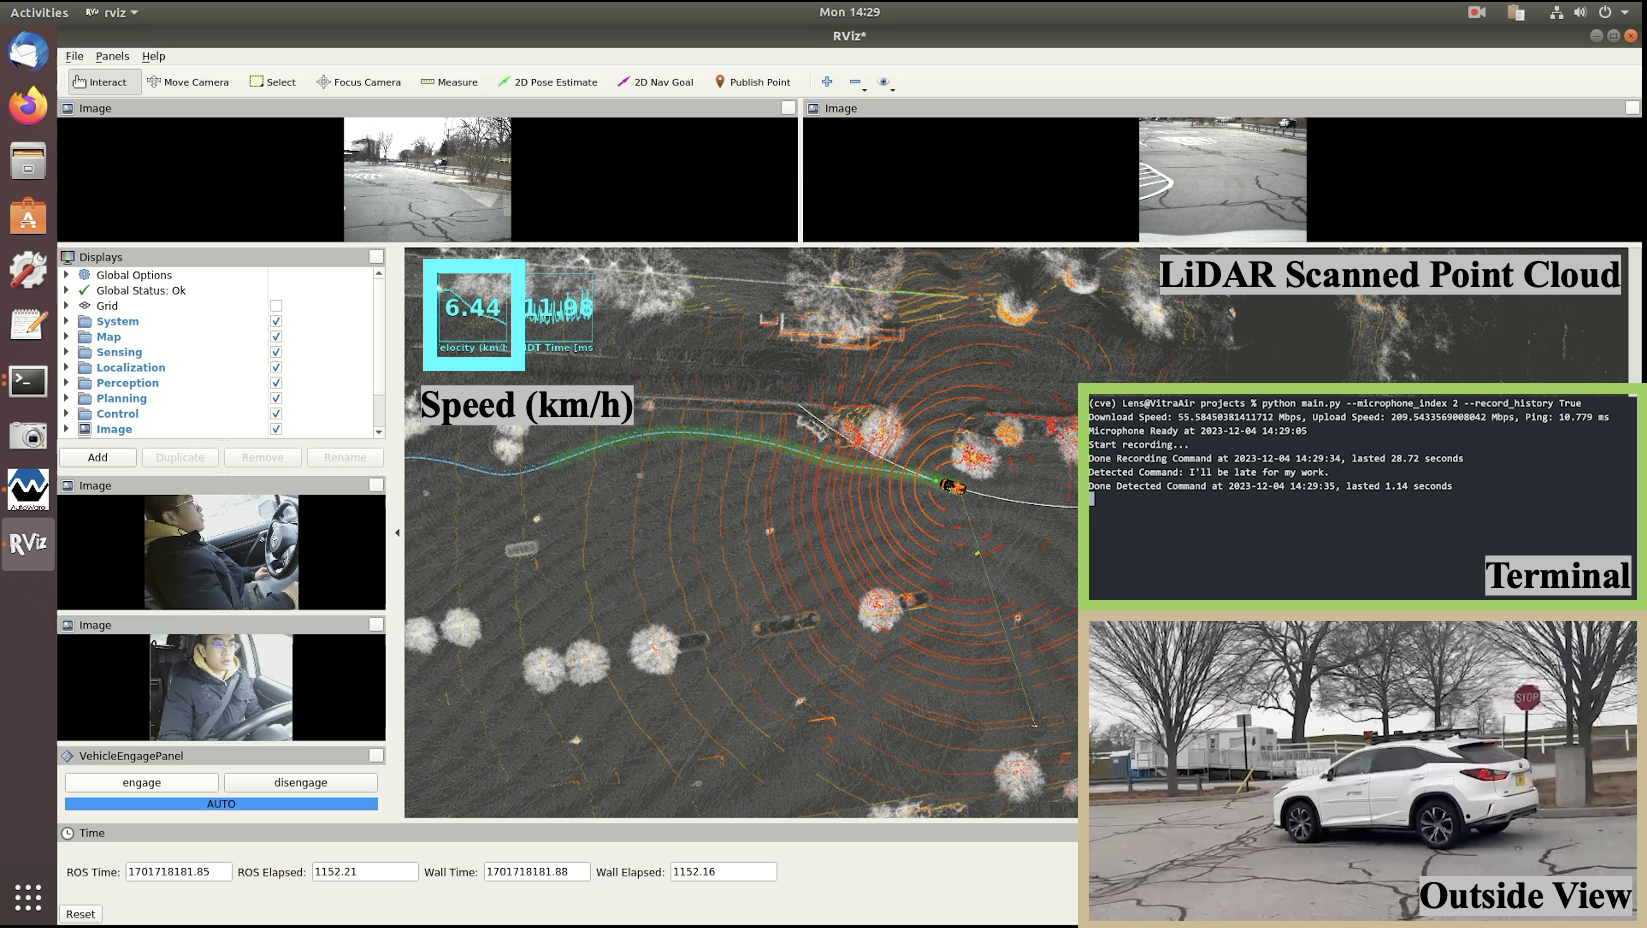 Activities
rviz
Mon 14:29
RViz*
File Panels Help
Interact
Move Camera
Select
Focus Camera
Measure
2D Pose Estimate
2D Nav Goal
Publish Point
Image
Image
Displays
Global Options
Global Status: Ok
Grid
System
Map
Sensing
Localization
Perception
Planning
Control
Image
Add
Duplicate
Remove
Rename
Image
Image
VehicleEngagePanel
engage
disengage
AUTO
6.44
11.98
elocity (km/h
NDT Time [ms
Speed (km/h)
LiDAR Scanned Point Cloud
(cve) Lens@VitraAir projects % python main.py --microphone_index 2 --record_history True
Download Speed: 55.58450381411712 Mbps, Upload Speed: 209.5433569008042 Mbps, Ping: 10.779 ms
Microphone Ready at 2023-12-04 14:29:05
Start recording...
Done Recording Command at 2023-12-04 14:29:34, lasted 28.72 seconds
Detected Command: I'll be late for my work.
Done Detected Command at 2023-12-04 14:29:35, lasted 1.14 seconds
Terminal
STOP
Outside View
AutoWare
RViz
Time
ROS Time: 1701718181.85
ROS Elapsed: 1152.21
Wall Time: 1701718181.88
Wall Elapsed: 1152.16
Reset